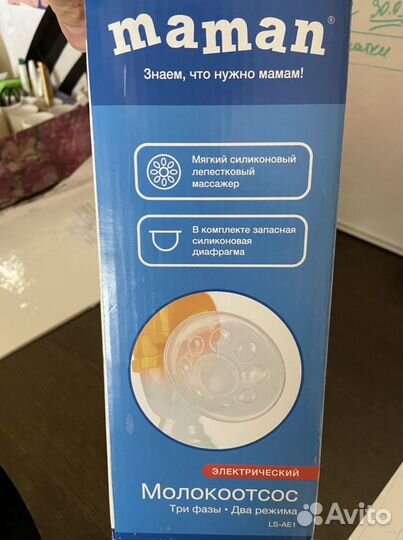 maman®
Знаем, что нужно мамам!
Мягкий силиконовый
лепестковый
массажер
В комплекте запасная
силиконовая
диафрагма
ЭЛЕКТРИЧЕСКИЙ
Молокоотсос
Три фазы • Два режима
LS-AE1
Avito